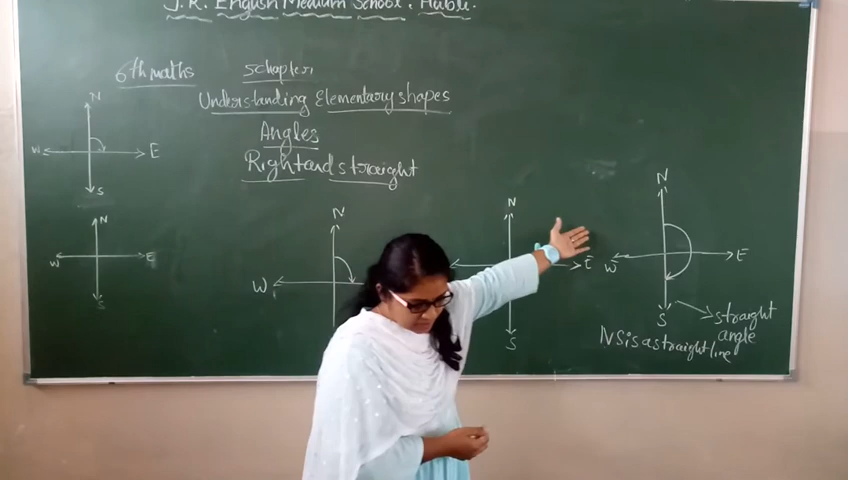 J.K. English Medium School, Hubli.
6th maths
5 chapter,
Understanding Elementary shapes
Angles
Right and straight
N
W E
S
N
W E
S
N
W
N
E
S
N
W E
S
straight
angle
NS is a straight line